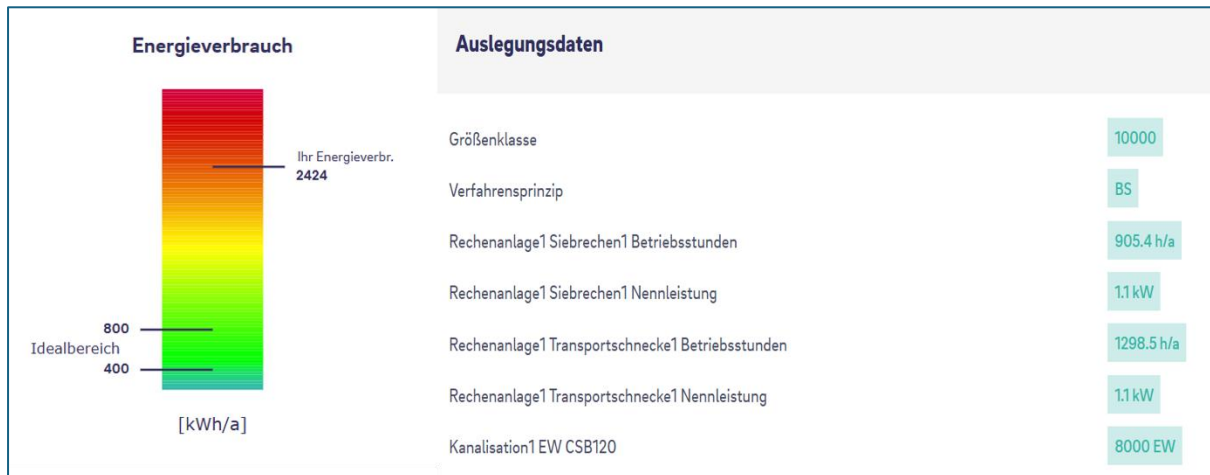 Energieverbrauch
Ihr Energieverbr.
2424
800
Idealbereich
400
[kWh/a]
Auslegungsdaten
Größenklasse 10000
Verfahrensprinzip BS
Rechenanlage1 Siebrechen1 Betriebsstunden 905.4 h/a
Rechenanlage1 Siebrechen1 Nennleistung 1.1 kW
Rechenanlage1 Transportschnecke1 Betriebsstunden 1298.5 h/a
Rechenanlage1 Transportschnecke1 Nennleistung 1.1 kW
Kanalisation1 EW CSB120 8000 EW